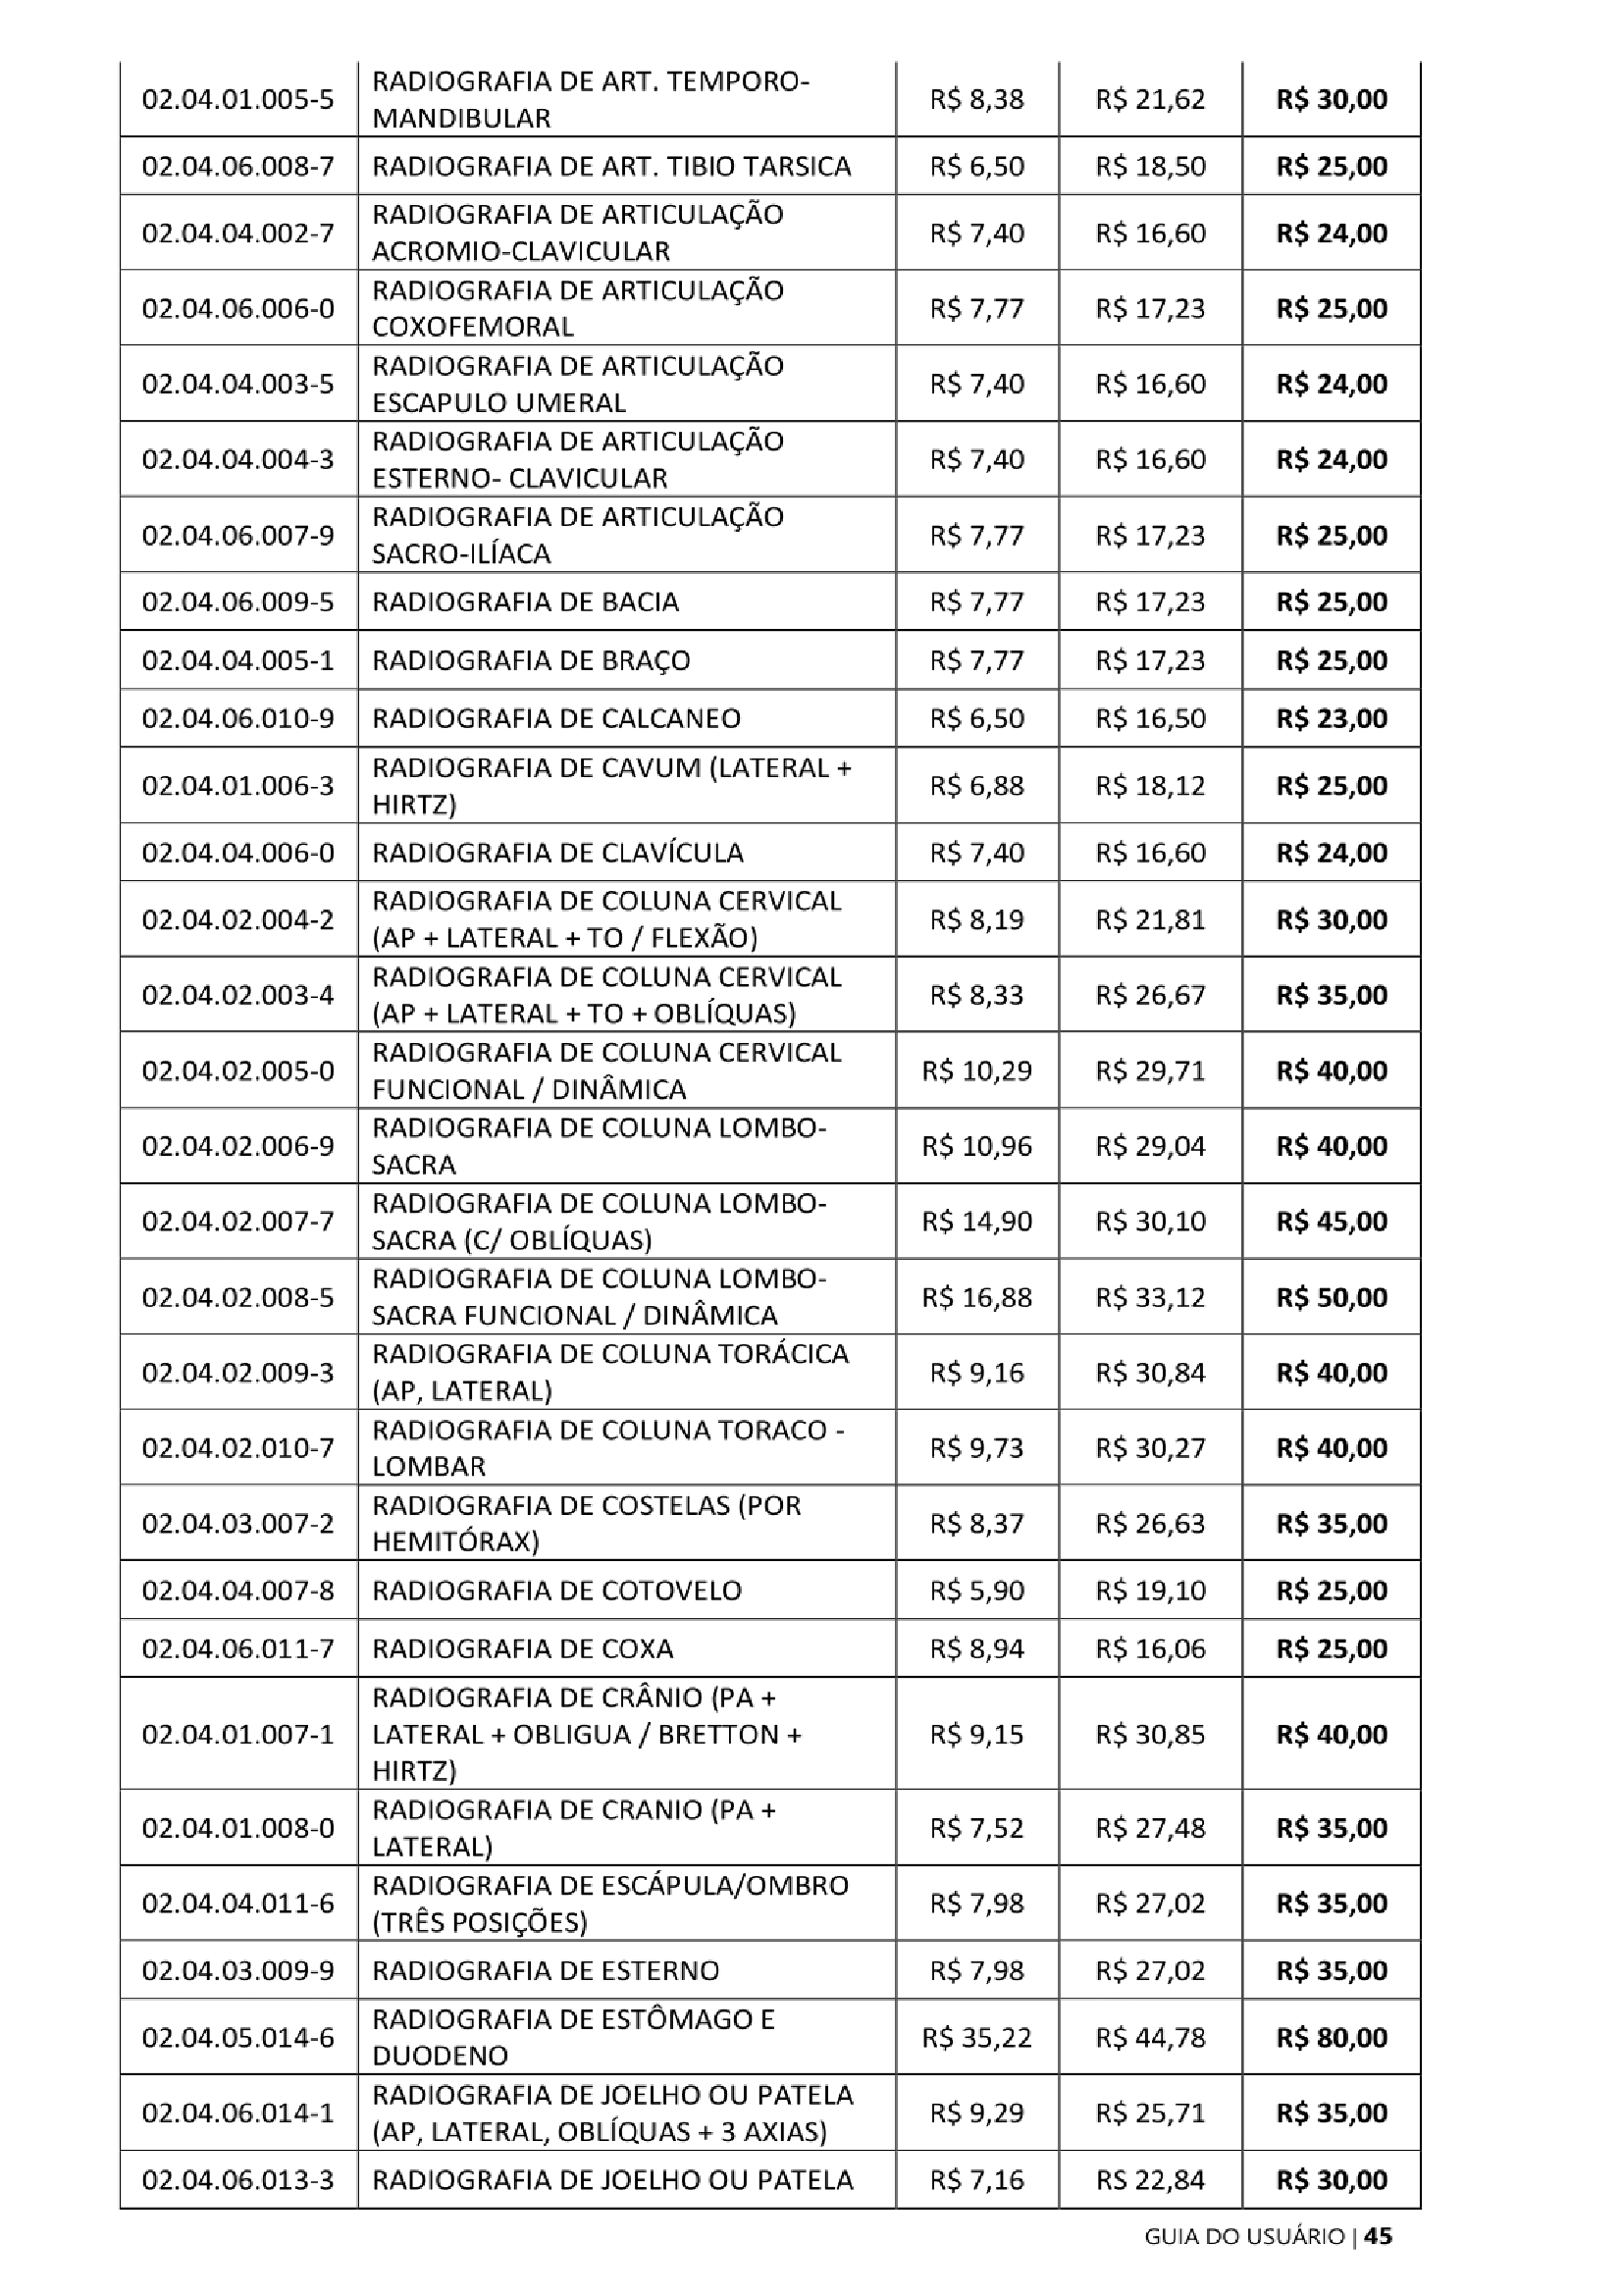 02.04.01.005-5 RADIOGRAFIA DE ART. TEMPORO-
MANDIBULAR R$ 8,38 R$ 21,62 R$ 30,00
02.04.06.008-7 RADIOGRAFIA DE ART. TIBIO TARSICA R$ 6,50 R$ 18,50 R$ 25,00
02.04.04.002-7 RADIOGRAFIA DE ARTICULAÇÃO
ACROMIO-CLAVICULAR R$ 7,40 R$ 16,60 R$ 24,00
02.04.06.006-0 RADIOGRAFIA DE ARTICULAÇÃO
COXOFEMORAL R$ 7,77 R$ 17,23 R$ 25,00
02.04.04.003-5 RADIOGRAFIA DE ARTICULAÇÃO
ESCAPULO UMERAL R$ 7,40 R$ 16,60 R$ 24,00
02.04.04.004-3 RADIOGRAFIA DE ARTICULAÇÃO
ESTERNO- CLAVICULAR R$ 7,40 R$ 16,60 R$ 24,00
02.04.06.007-9 RADIOGRAFIA DE ARTICULAÇÃO
SACRO-ILÍACA R$ 7,77 R$ 17,23 R$ 25,00
02.04.06.009-5 RADIOGRAFIA DE BACIA R$ 7,77 R$ 17,23 R$ 25,00
02.04.04.005-1 RADIOGRAFIA DE BRAÇO R$ 7,77 R$ 17,23 R$ 25,00
02.04.06.010-9 RADIOGRAFIA DE CALCANEO R$ 6,50 R$ 16,50 R$ 23,00
02.04.01.006-3 RADIOGRAFIA DE CAVUM (LATERAL +
HIRTZ) R$ 6,88 R$ 18,12 R$ 25,00
02.04.04.006-0 RADIOGRAFIA DE CLAVÍCULA R$ 7,40 R$ 16,60 R$ 24,00
02.04.02.004-2 RADIOGRAFIA DE COLUNA CERVICAL
(AP + LATERAL + TO / FLEXÃO) R$ 8,19 R$ 21,81 R$ 30,00
02.04.02.003-4 RADIOGRAFIA DE COLUNA CERVICAL
(AP + LATERAL + TO + OBLÍQUAS) R$ 8,33 R$ 26,67 R$ 35,00
02.04.02.005-0 RADIOGRAFIA DE COLUNA CERVICAL
FUNCIONAL / DINÂMICA R$ 10,29 R$ 29,71 R$ 40,00
02.04.02.006-9 RADIOGRAFIA DE COLUNA LOMBO-
SACRA R$ 10,96 R$ 29,04 R$ 40,00
02.04.02.007-7 RADIOGRAFIA DE COLUNA LOMBO-
SACRA (C/ OBLÍQUAS) R$ 14,90 R$ 30,10 R$ 45,00
02.04.02.008-5 RADIOGRAFIA DE COLUNA LOMBO-
SACRA FUNCIONAL / DINÂMICA R$ 16,88 R$ 33,12 R$ 50,00
02.04.02.009-3 RADIOGRAFIA DE COLUNA TORÁCICA
(AP, LATERAL) R$ 9,16 R$ 30,84 R$ 40,00
02.04.02.010-7 RADIOGRAFIA DE COLUNA TORACO -
LOMBAR R$ 9,73 R$ 30,27 R$ 40,00
02.04.03.007-2 RADIOGRAFIA DE COSTELAS (POR
HEMITÓRAX) R$ 8,37 R$ 26,63 R$ 35,00
02.04.04.007-8 RADIOGRAFIA DE COTOVELO R$ 5,90 R$ 19,10 R$ 25,00
02.04.06.011-7 RADIOGRAFIA DE COXA R$ 8,94 R$ 16,06 R$ 25,00
02.04.01.007-1 RADIOGRAFIA DE CRÂNIO (PA +
LATERAL + OBLIGUA / BRETTON +
HIRTZ) R$ 9,15 R$ 30,85 R$ 40,00
02.04.01.008-0 RADIOGRAFIA DE CRANIO (PA +
LATERAL) R$ 7,52 R$ 27,48 R$ 35,00
02.04.04.011-6 RADIOGRAFIA DE ESCÁPULA/OMBRO
(TRÊS POSIÇÕES) R$ 7,98 R$ 27,02 R$ 35,00
02.04.03.009-9 RADIOGRAFIA DE ESTERNO R$ 7,98 R$ 27,02 R$ 35,00
02.04.05.014-6 RADIOGRAFIA DE ESTÔMAGO E
DUODENO R$ 35,22 R$ 44,78 R$ 80,00
02.04.06.014-1 RADIOGRAFIA DE JOELHO OU PATELA
(AP, LATERAL, OBLÍQUAS + 3 AXIAS) R$ 9,29 R$ 25,71 R$ 35,00
02.04.06.013-3 RADIOGRAFIA DE JOELHO OU PATELA R$ 7,16 RS 22,84 R$ 30,00
GUIA DO USUÁRIO | 45